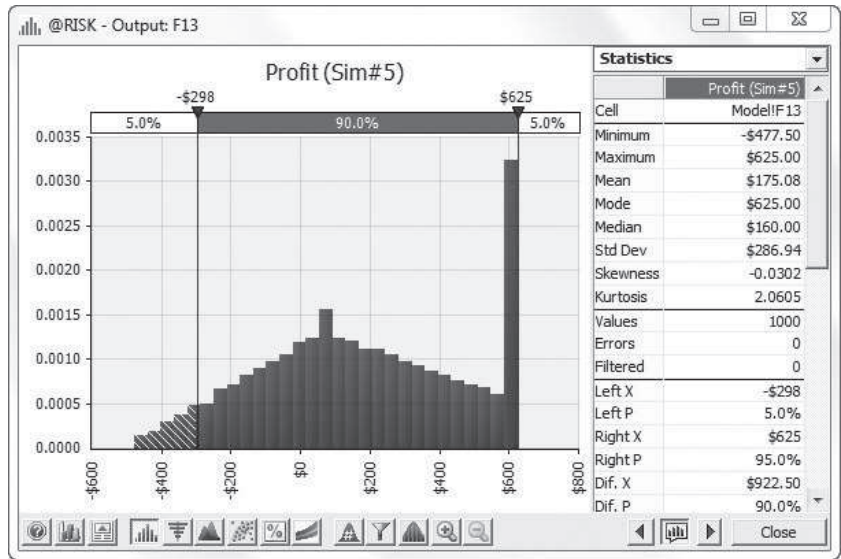 @RISK - Output: F13
Profit (Sim#5)
-$298
$625
5.0%
90.0%
5.0%
0.0035
0.0030
0.0025
0.0020
0.0015
0.0010
0.0005
0.0000
-$600
-$400
-$200
$0
$200
$400
$600
$800
Statistics
Profit (Sim#5)
Cell Model!F13
Minimum -$477.50
Maximum $625.00
Mean $175.08
Mode $625.00
Median $160.00
Std Dev $286.94
Skewness -0.0302
Kurtosis 2.0605
Values 1000
Errors 0
Filtered 0
Left X -$298
Left P 5.0%
Right X $625
Right P 95.0%
Dif. X $922.50
Dif. P 90.0%
Close